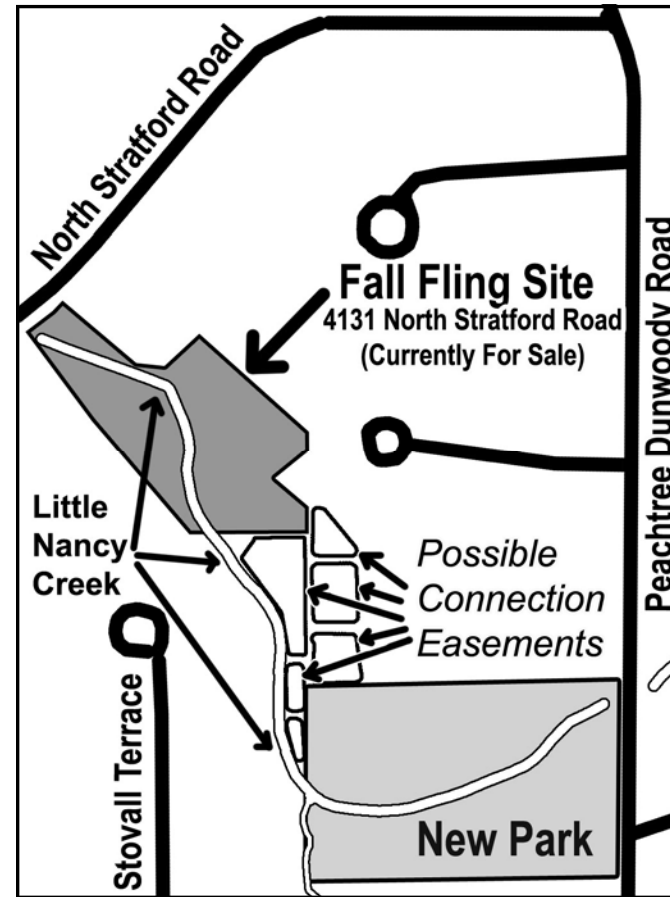 North Stratford Road
Fall Fling Site
4131 North Stratford Road
(Currently For Sale)
Peachtree Dunwoody Road
Little
Nancy
Creek
Possible
Connection
Easements
Stovall Terrace
New Park